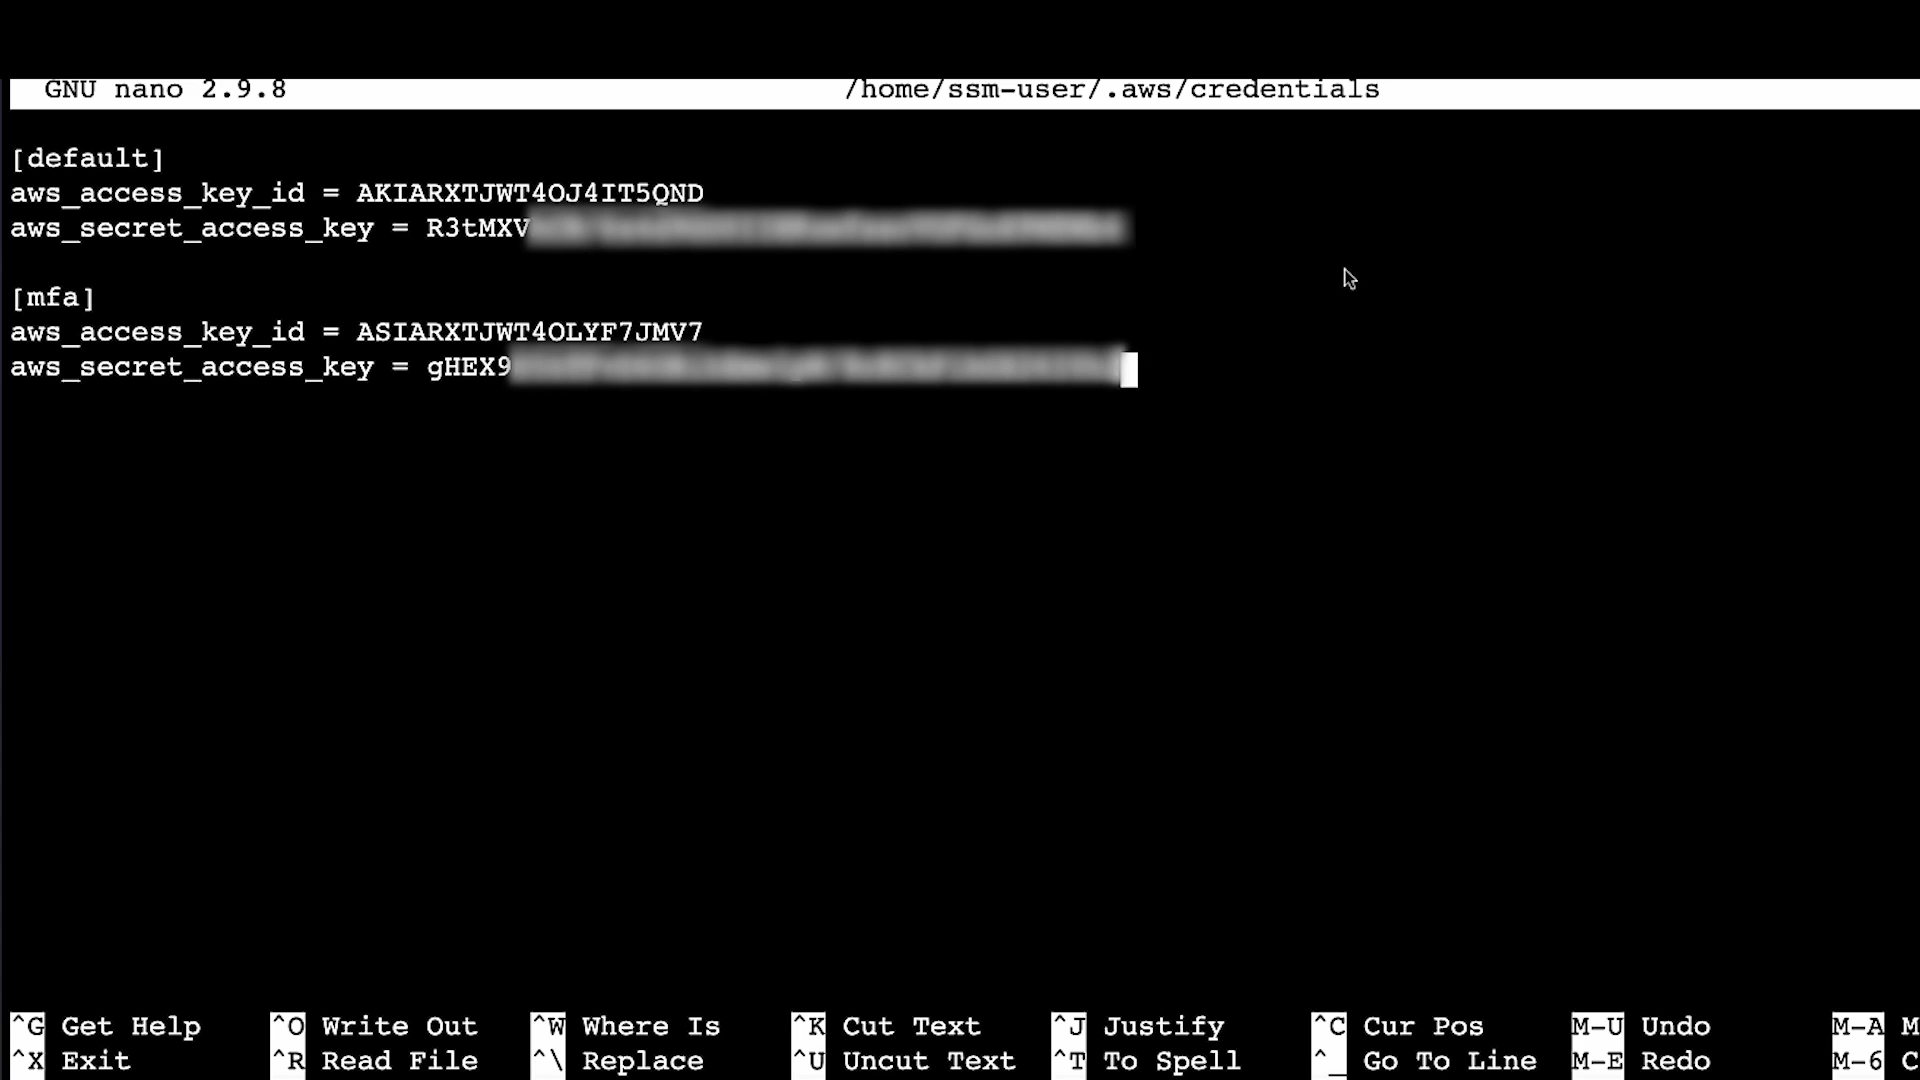 GNU nano 2.9.8 /home/ssm-user/.aws/credentials
[default]
aws_access_key_id = AKIARXTJWT4OJ4IT5QND
aws_secret_access_key = R3tMXV
[mfa]
aws_access_key_id = ASIARXTJWT4OLYF7JMV7
aws_secret_access_key = gHEX9
^G Get Help ^O Write Out ^W Where Is ^K Cut Text ^J Justify ^C Cur Pos M-U Undo M-A M
^X Exit ^R Read File ^\ Replace ^U Uncut Text ^T To Spell ^_ Go To Line M-E Redo M-6 C